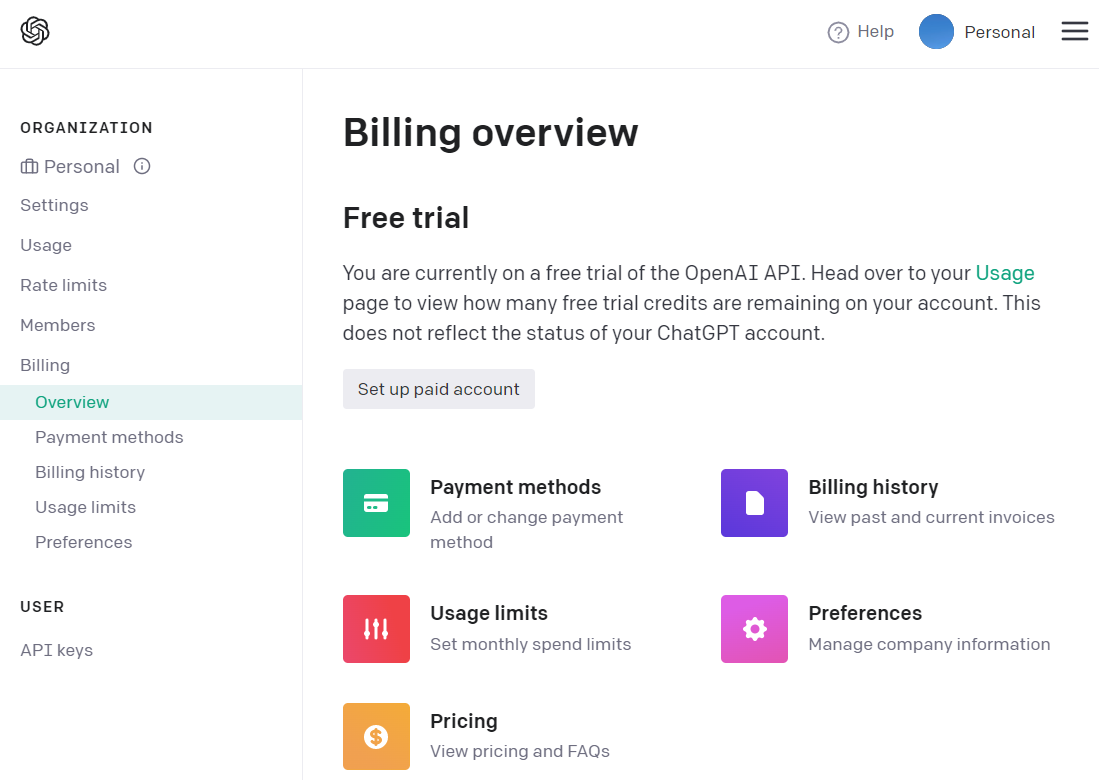 Help
Personal
ORGANIZATION
Personal
Settings
Usage
Rate limits
Members
Billing
Overview
Payment methods
Billing history
Usage limits
Preferences
USER
API keys
Billing overview
Free trial
You are currently on a free trial of the OpenAI API. Head over to your Usage
page to view how many free trial credits are remaining on your account. This
does not reflect the status of your ChatGPT account.
Set up paid account
Payment methods
Add or change payment
method
Billing history
View past and current invoices
Usage limits
Set monthly spend limits
Preferences
Manage company information
Pricing
View pricing and FAQs